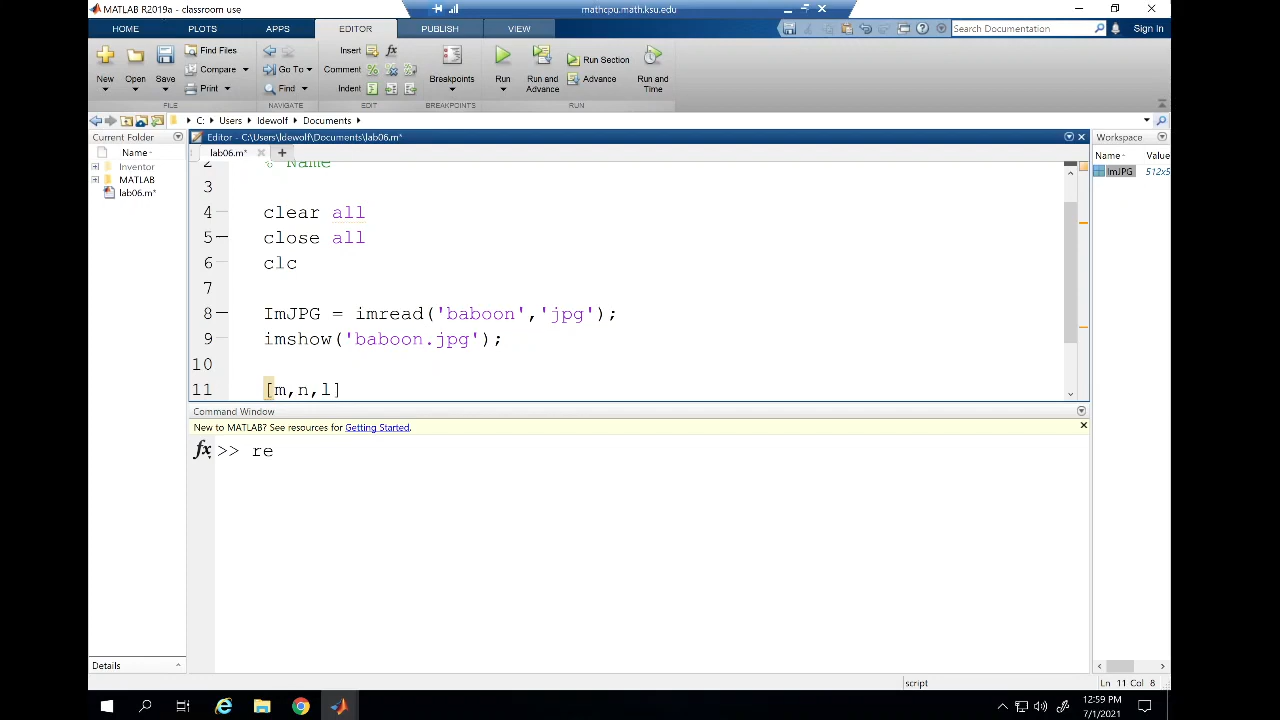 MATLAB R2019a - classroom use
mathcpu.math.ksu.edu
HOME PLOTS APPS EDITOR PUBLISH VIEW
Search Documentation
Sign In
New Open Save
Find Files
Compare
Print
Go To
Find
Insert
Comment
Indent
Breakpoints
Run
Run and Advance
Run Section
Advance
Run and Time
FILE NAVIGATE EDIT BREAKPOINTS RUN
C: Users ldewolf Documents
Current Folder
Name
Inventor
MATLAB
lab06.m*
Details
Editor - C:\Users\ldewolf\Documents\lab06.m*
lab06.m*
2 % Name
3
4 clear all
5 close all
6 clc
7
8 ImJPG = imread('baboon','jpg');
9 imshow('baboon.jpg');
10
11 [m,n,l]
Command Window
New to MATLAB? See resources for Getting Started.
fx >> re
Workspace
Name Value
ImJPG 512x5
script
Ln 11 Col 8
12:59 PM
7/1/2021